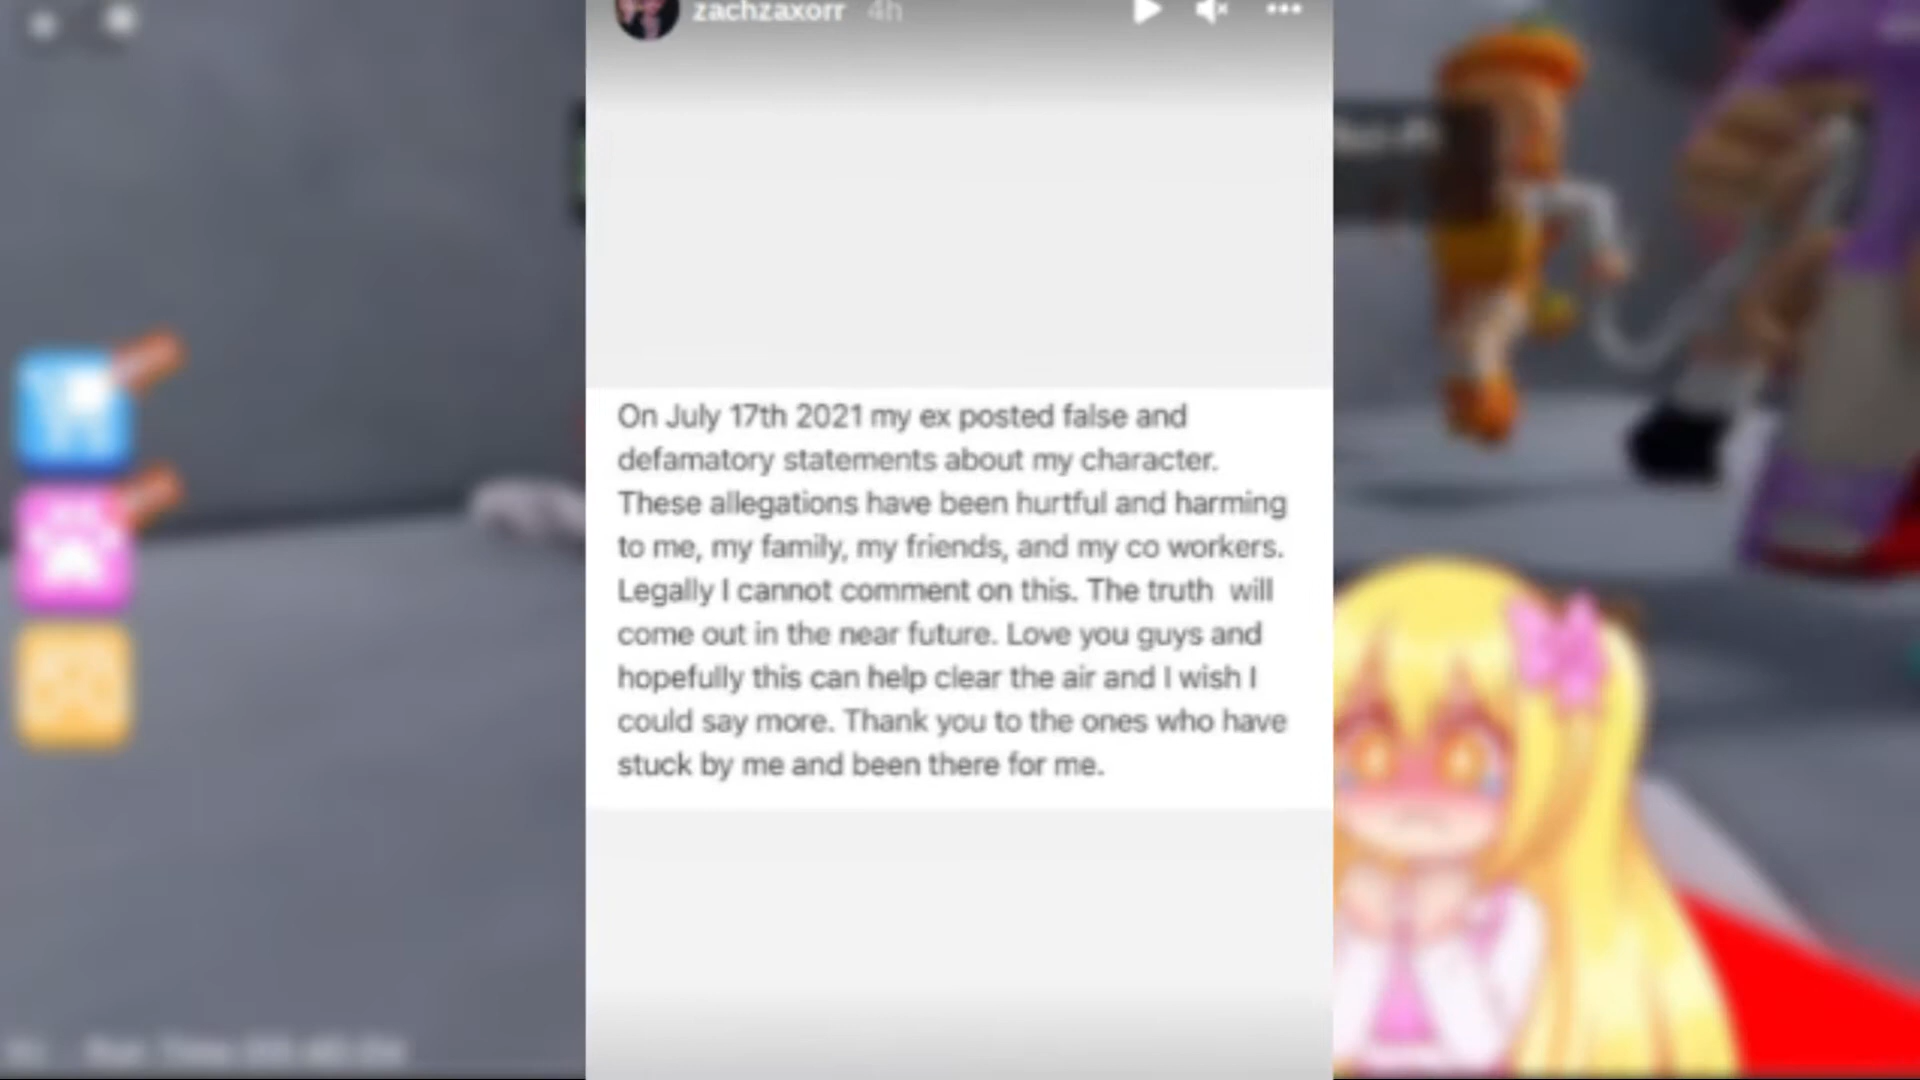 zachzaxorr 4h
On July 17th 2021 my ex posted false and
defamatory statements about my character.
These allegations have been hurtful and harming
to me, my family, my friends, and my co workers.
Legally I cannot comment on this. The truth will
come out in the near future. Love you guys and
hopefully this can help clear the air and I wish I
could say more. Thank you to the ones who have
stuck by me and been there for me.